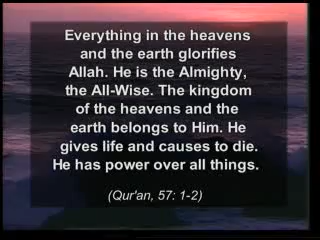 Everything in the heavens
and the earth glorifies
Allah. He is the Almighty,
the All-Wise. The kingdom
of the heavens and the
earth belongs to Him. He
gives life and causes to die.
He has power over all things.
(Qur'an, 57: 1-2)